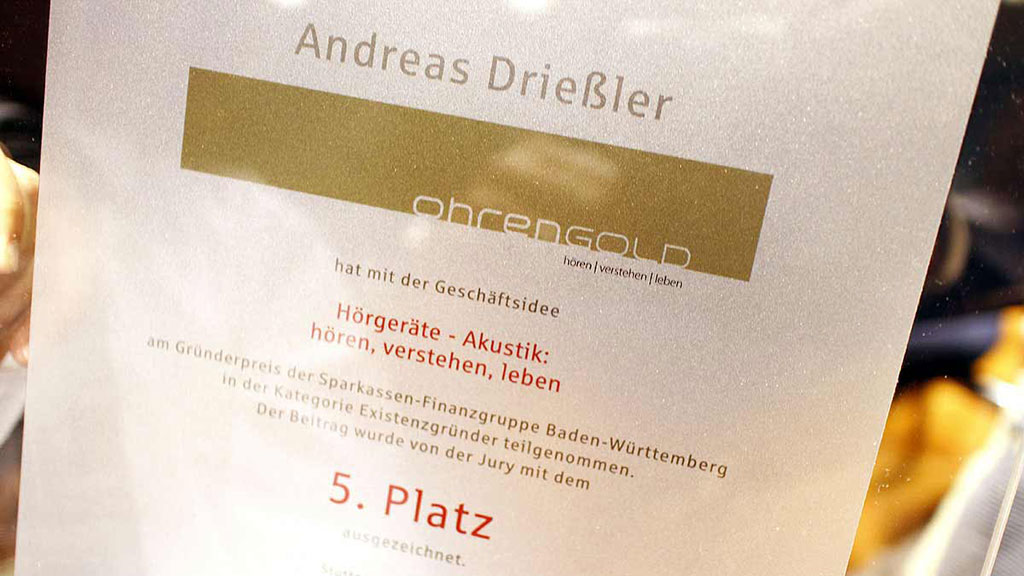 Andreas Drießler
ohrenGOLD
hören | verstehen | leben
hat mit der Geschäftsidee
Hörgeräte - Akustik:
hören, verstehen, leben
am Gründerpreis der Sparkassen-Finanzgruppe Baden-Württemberg
in der Kategorie Existenzgründer teilgenommen.
Der Beitrag wurde von der Jury mit dem
5. Platz
ausgezeichnet.